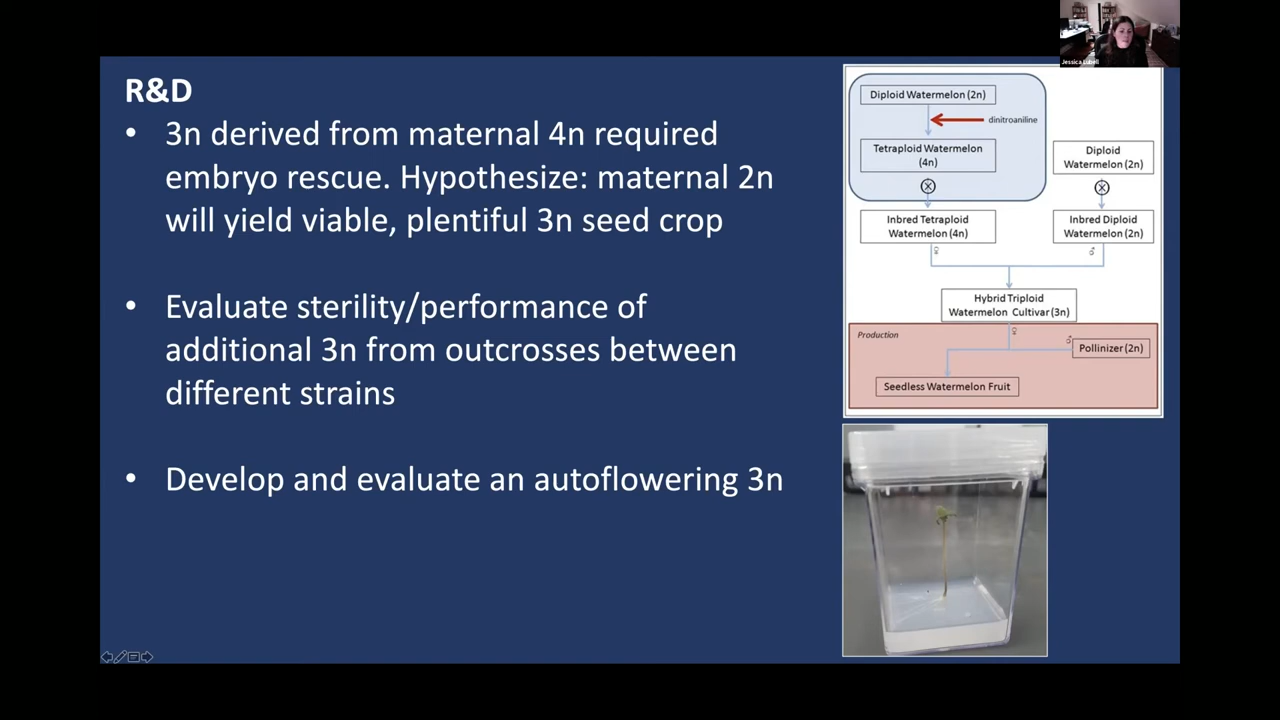 R&D
• 3n derived from maternal 4n required
embryo rescue. Hypothesize: maternal 2n
will yield viable, plentiful 3n seed crop
• Evaluate sterility/performance of
additional 3n from outcrosses between
different strains
• Develop and evaluate an autoflowering 3n
Jessica Lubell
Diploid Watermelon (2n)
dinitroaniline
Tetraploid Watermelon
(4n)
Diploid
Watermelon (2n)
Inbred Tetraploid
Watermelon (4n)
Inbred Diploid
Watermelon (2n)
♀
♂
Hybrid Triploid
Watermelon Cultivar (3n)
Production
♀
♂
Pollinizer (2n)
Seedless Watermelon Fruit